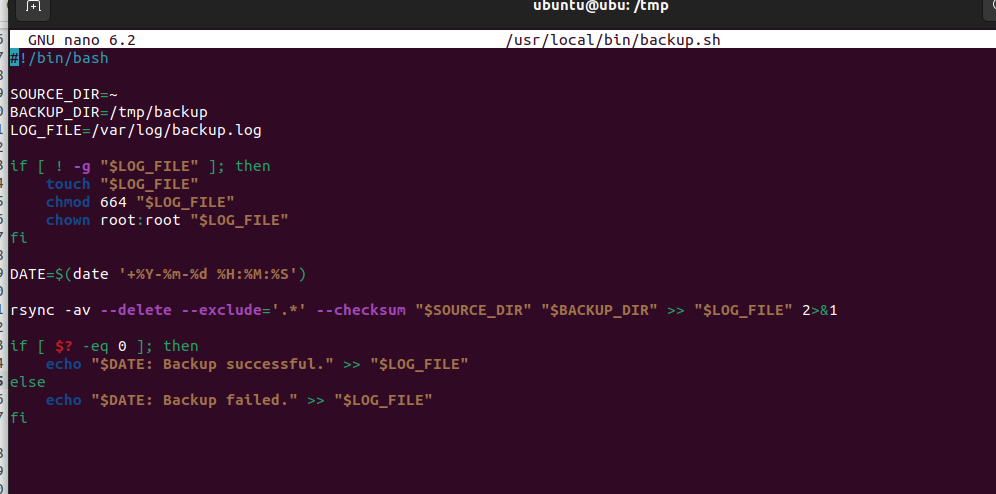 ubuntu@ubu: /tmp
GNU nano 6.2 /usr/local/bin/backup.sh
#!/bin/bash
SOURCE_DIR=~
BACKUP_DIR=/tmp/backup
LOG_FILE=/var/log/backup.log
if [ ! -g "$LOG_FILE" ]; then
touch "$LOG_FILE"
chmod 664 "$LOG_FILE"
chown root:root "$LOG_FILE"
fi
DATE=$(date '+%Y-%m-%d %H:%M:%S')
rsync -av --delete --exclude='.*' --checksum "$SOURCE_DIR" "$BACKUP_DIR" >> "$LOG_FILE" 2>&1
if [ $? -eq 0 ]; then
echo "$DATE: Backup successful." >> "$LOG_FILE"
else
echo "$DATE: Backup failed." >> "$LOG_FILE"
fi